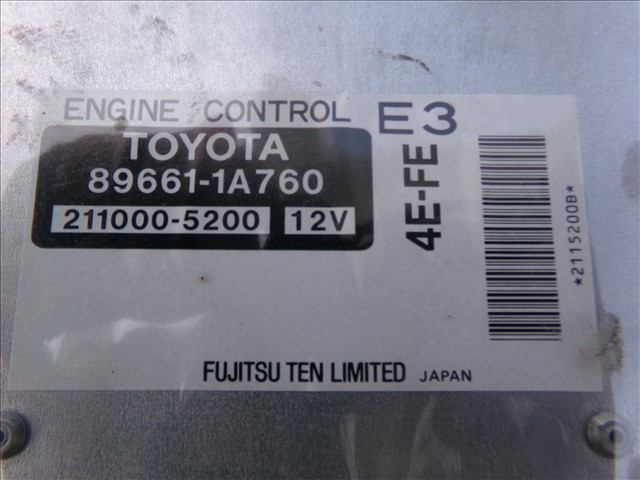 ENGINE CONTROL E3
TOYOTA
89661-1A760
211000-5200 12V
4E-FE
*2115200B*
FUJITSU TEN LIMITED JAPAN